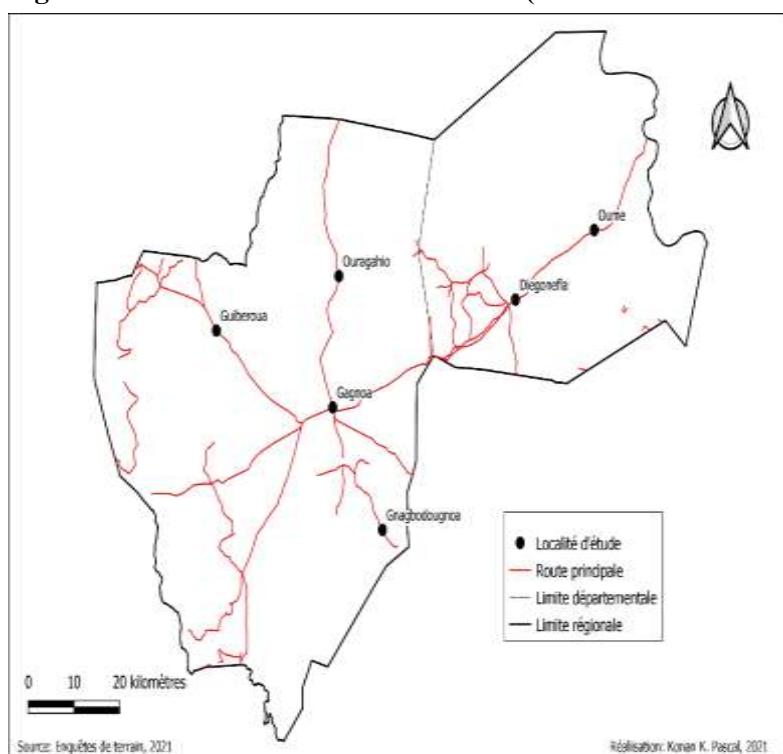 Oume
Ouragahio
Diegonefla
Guiberoua
Gagnoa
Gnagbodougnoa
Localité d'étude
Route principale
Limite départementale
Limite régionale
0 10 20 kilomètres
Source: Enquêtes de terrain, 2021
Réalisation: Konan K. Pascal, 2021